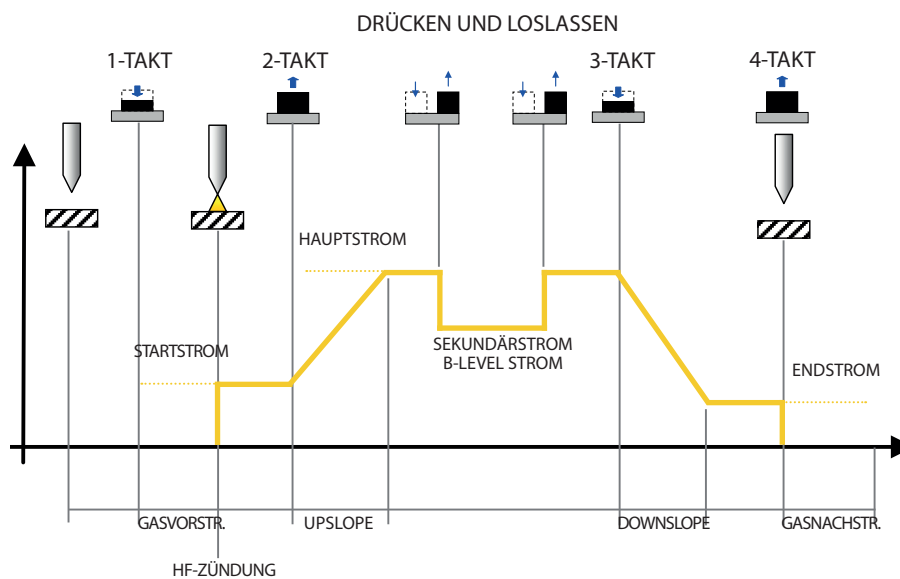 DRÜCKEN UND LOSLASSEN
1-TAKT
2-TAKT
3-TAKT
4-TAKT
HAUPTSTROM
STARTSTROM
SEKUNDÄRSTROM
B-LEVEL STROM
ENDSTROM
GASVORSTR.
UPSLOPE
DOWNSLOPE
GASNACHSTR.
HF-ZÜNDUNG